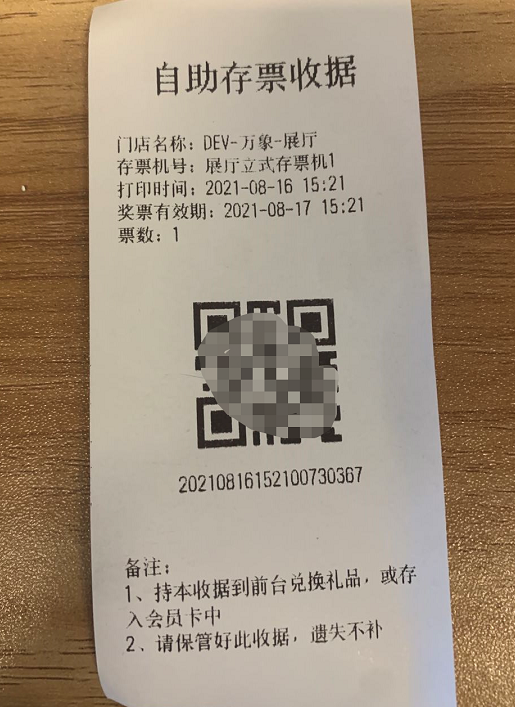 自助存票收据
门店名称：DEV-万象-展厅
存票机号：展厅立式存票机1
打印时间：2021-08-16 15:21
奖票有效期：2021-08-17 15:21
票数：1
20210816152100730367
备注：
1、持本收据到前台兑换礼品，或存
入会员卡中
2、请保管好此收据，遗失不补